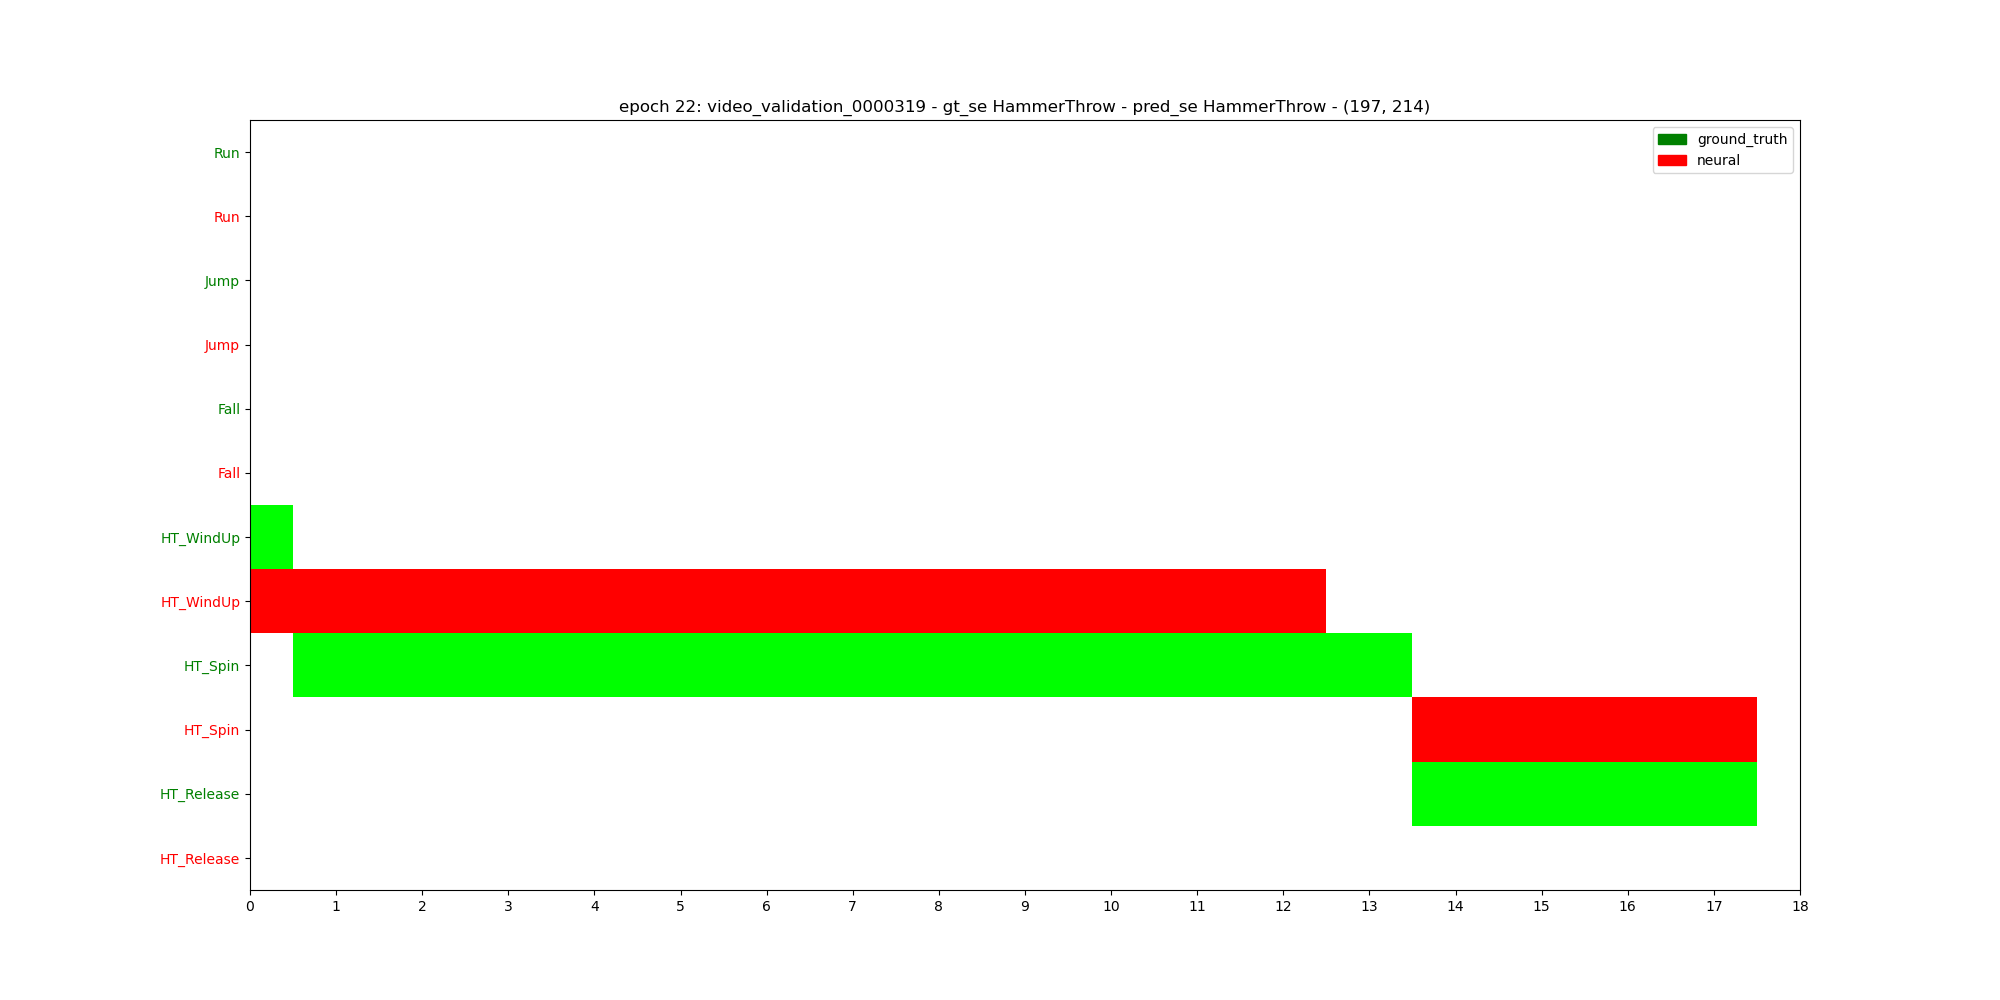 epoch 22: video_validation_0000319 - gt_se HammerThrow - pred_se HammerThrow - (197, 214)
ground_truth
neural
Run
Run
Jump
Jump
Fall
Fall
HT_WindUp
HT_WindUp
HT_Spin
HT_Spin
HT_Release
HT_Release
0 1 2 3 4 5 6 7 8 9 10 11 12 13 14 15 16 17 18